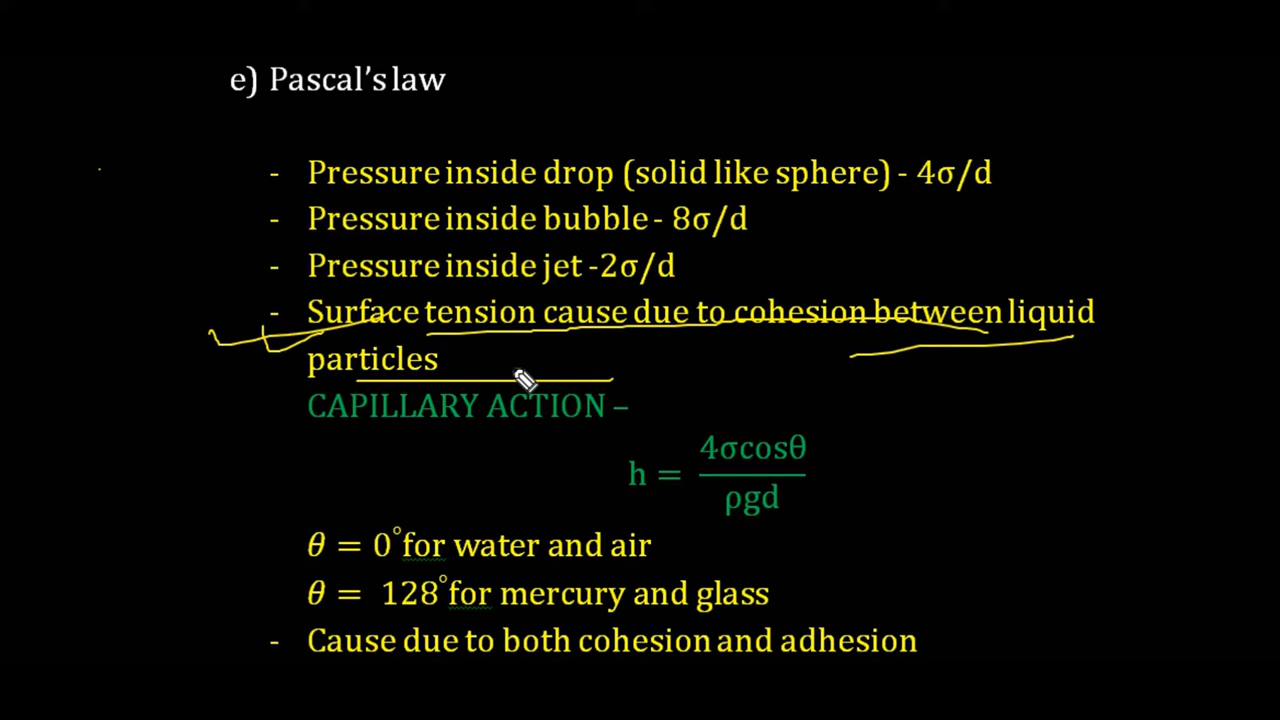 e) Pascal’s law
- Pressure inside drop (solid like sphere) - 4σ/d
- Pressure inside bubble - 8σ/d
- Pressure inside jet -2σ/d
- Surface tension cause due to cohesion between liquid
particles
CAPILLARY ACTION –
h = 4σcosθ / ρgd
θ = 0° for water and air
θ = 128° for mercury and glass
- Cause due to both cohesion and adhesion